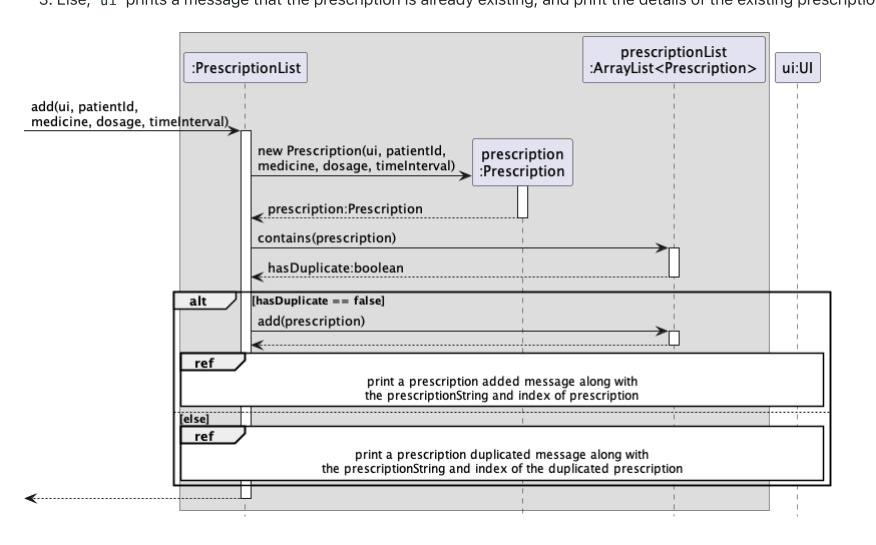 3. Else, ui prints a message that the prescription is already existing, and print the details of the existing prescriptio
prescriptionList
:PrescriptionList
:ArrayList<Prescription>
ui:UI
add(ui, patientId,
medicine, dosage, timeInterval)
new Prescription(ui, patientId,
medicine, dosage, timeInterval)
prescription
:Prescription
prescription:Prescription
contains(prescription)
hasDuplicate:boolean
alt
[hasDuplicate == false]
add(prescription)
ref
print a prescription added message along with
the prescriptionString and index of prescription
[else]
ref
print a prescription duplicated message along with
the prescriptionString and index of the duplicated prescription